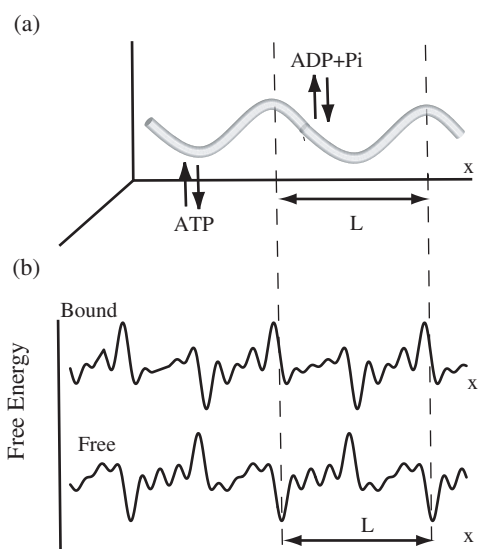 (a)
ADP+Pi
x
L
ATP
(b)
Bound
x
Free Energy
Free
L
x